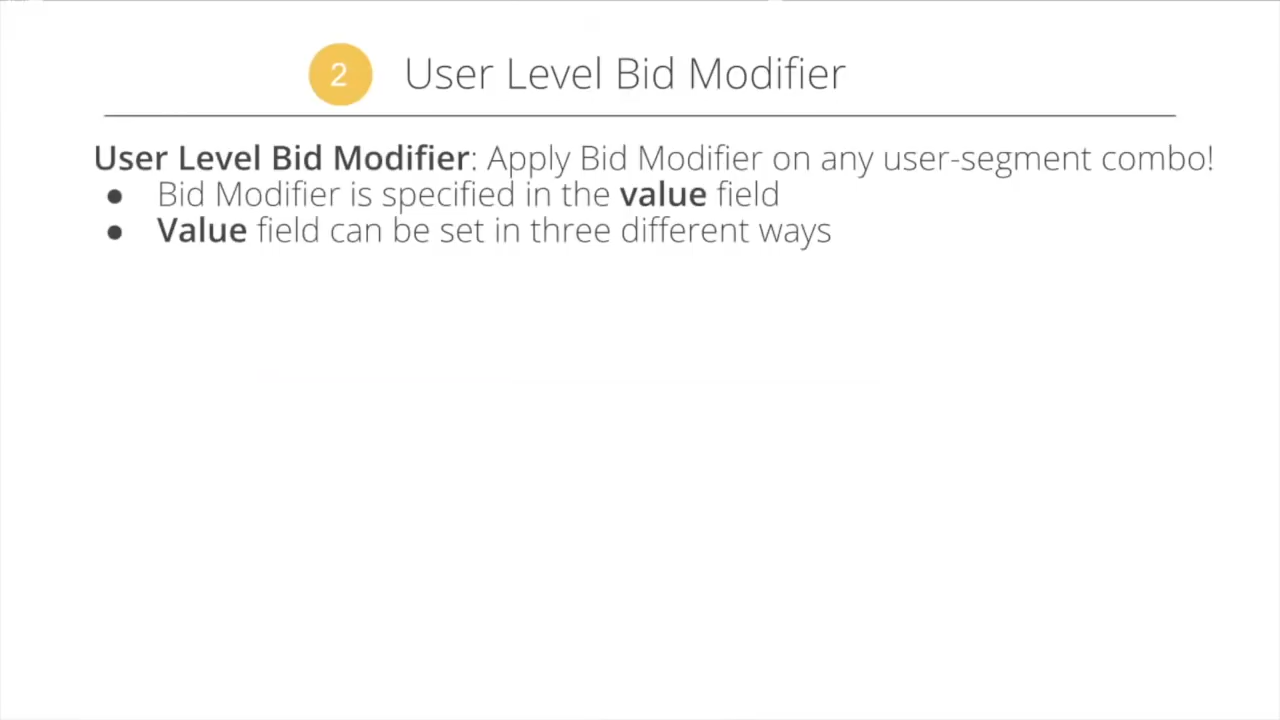 2 User Level Bid Modifier
User Level Bid Modifier: Apply Bid Modifier on any user-segment combo!
● Bid Modifier is specified in the value field
● Value field can be set in three different ways